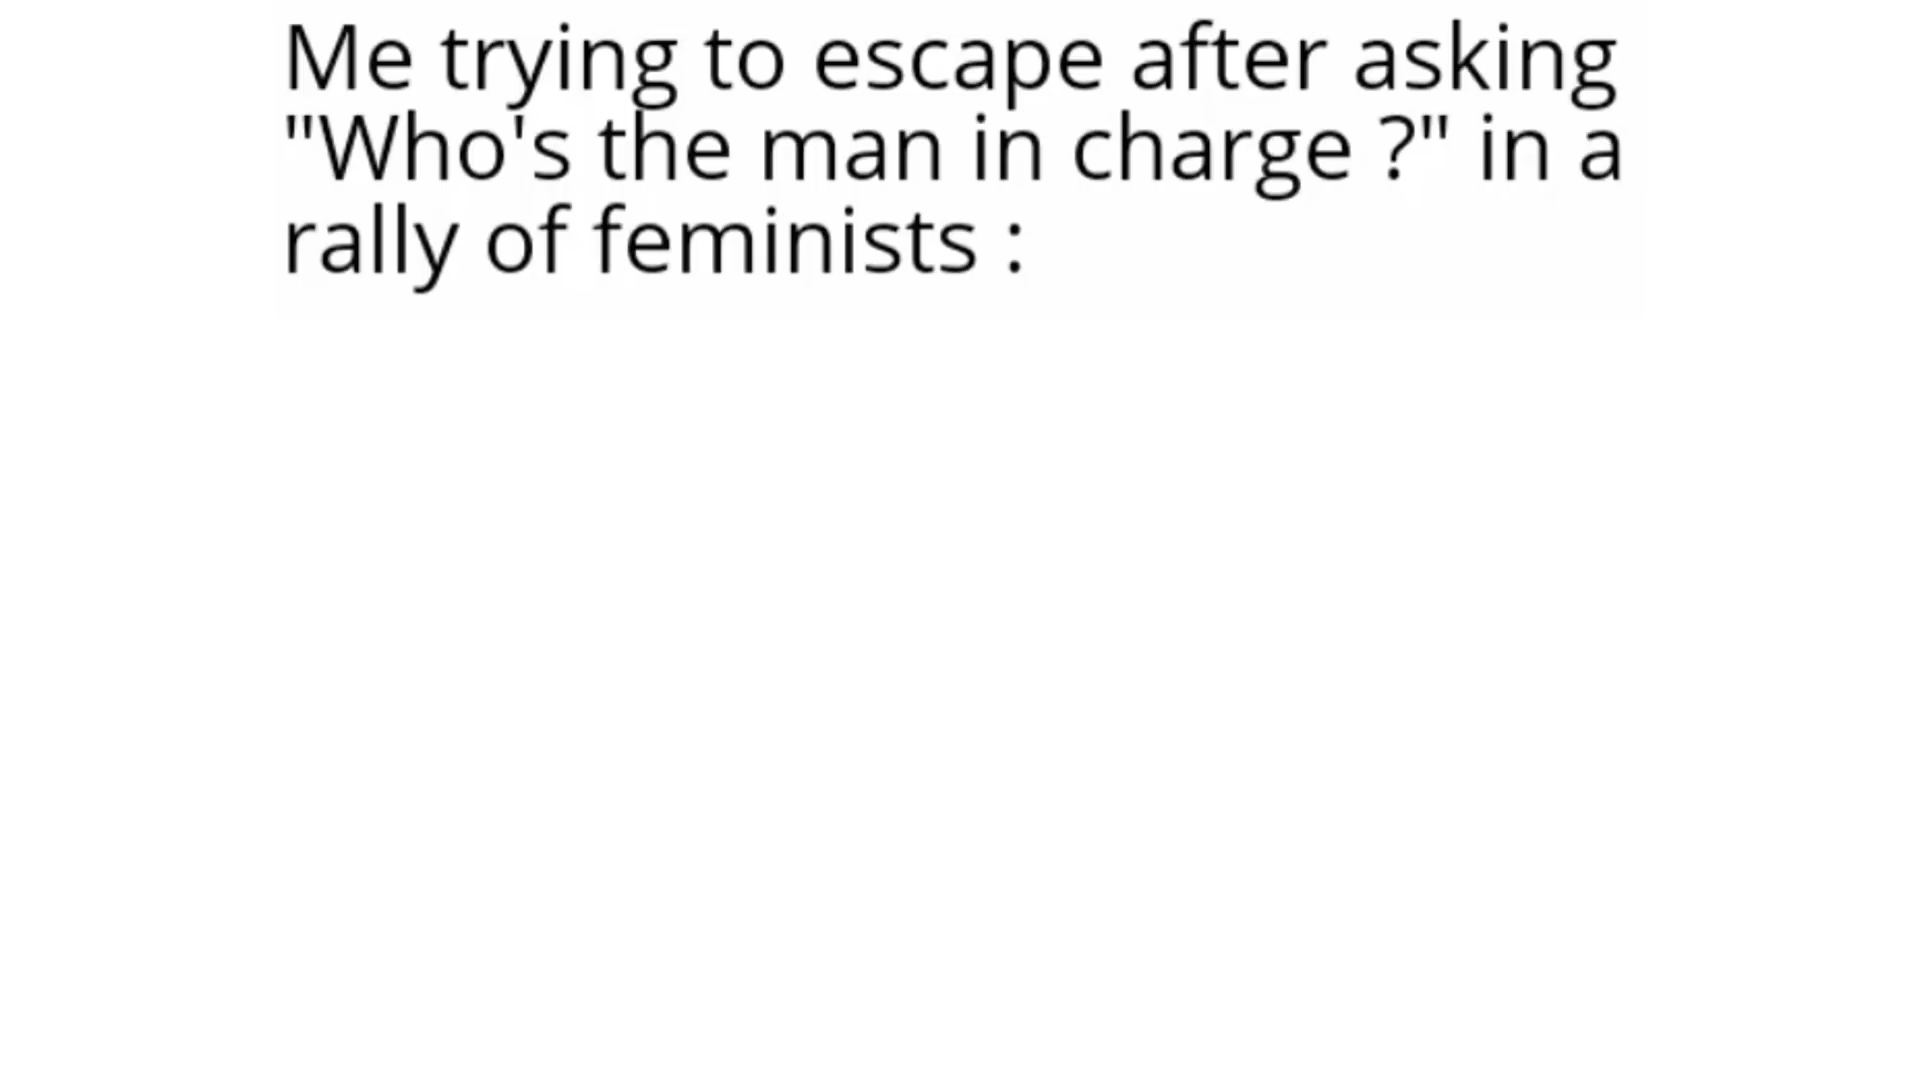 Me trying to escape after asking
"Who's the man in charge ?" in a
rally of feminists :